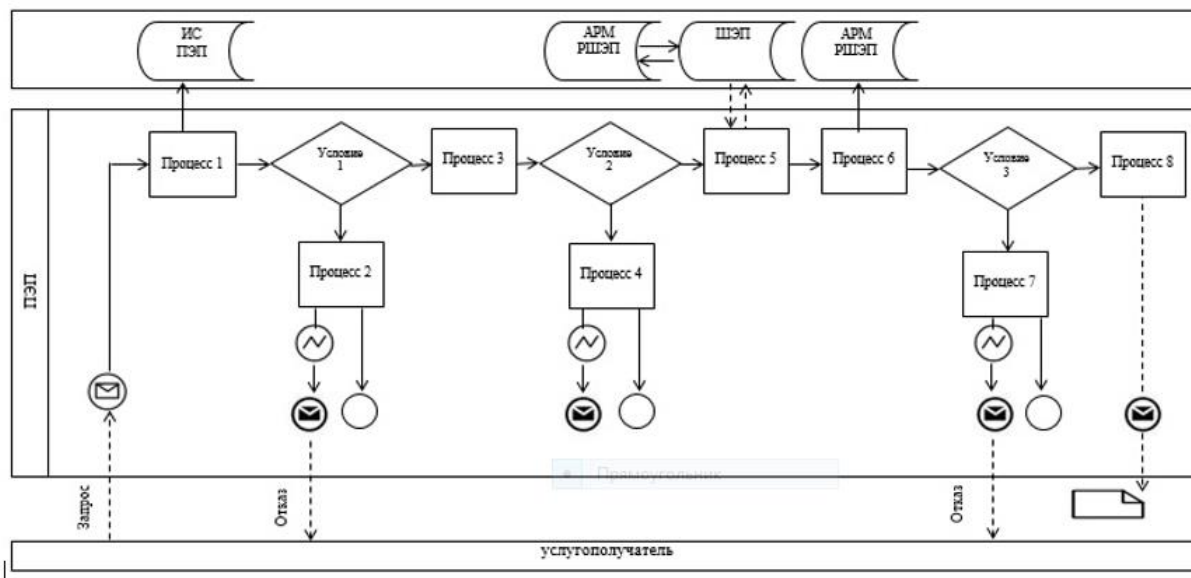 ИС
ПЭП
АРМ
РШЭП
ШЭП
АРМ
РШЭП
Процесс 1
Условие
1
Процесс 3
Условие
2
Процесс 5
Процесс 6
Условие
3
Процесс 8
Процесс 2
Процесс 4
Процесс 7
ПЭП
Прямоугольник
Запрос
Отказ
Отказ
услугополучатель